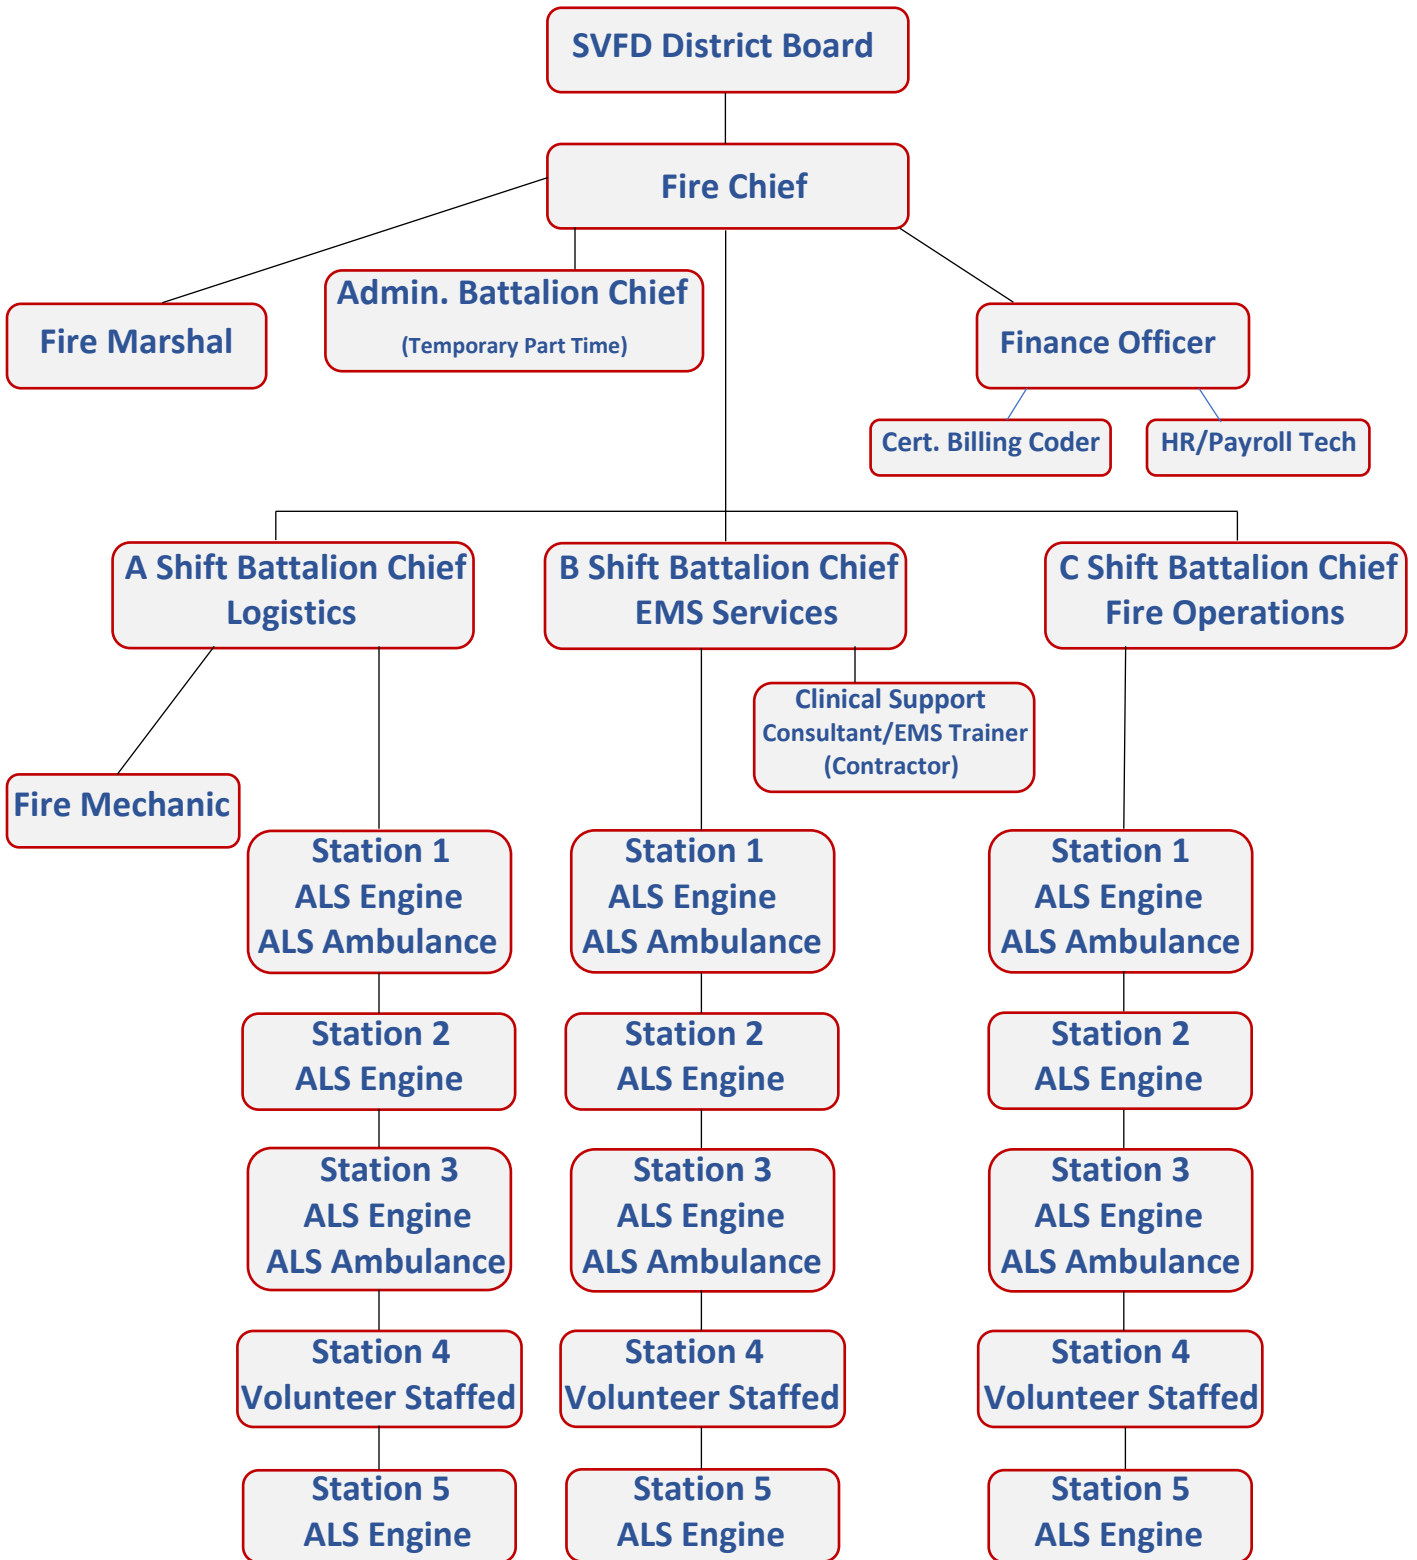 SVFD District Board
Fire Chief
Admin. Battalion Chief
(Temporary Part Time)
Fire Marshal
Finance Officer
Cert. Billing Coder
HR/Payroll Tech
A Shift Battalion Chief
Logistics
B Shift Battalion Chief
EMS Services
C Shift Battalion Chief
Fire Operations
Clinical Support
Consultant/EMS Trainer
(Contractor)
Fire Mechanic
Station 1
ALS Engine
ALS Ambulance
Station 2
ALS Engine
Station 3
ALS Engine
ALS Ambulance
Station 4
Volunteer Staffed
Station 5
ALS Engine
Station 1
ALS Engine
ALS Ambulance
Station 2
ALS Engine
Station 3
ALS Engine
ALS Ambulance
Station 4
Volunteer Staffed
Station 5
ALS Engine
Station 1
ALS Engine
ALS Ambulance
Station 2
ALS Engine
Station 3
ALS Engine
ALS Ambulance
Station 4
Volunteer Staffed
Station 5
ALS Engine